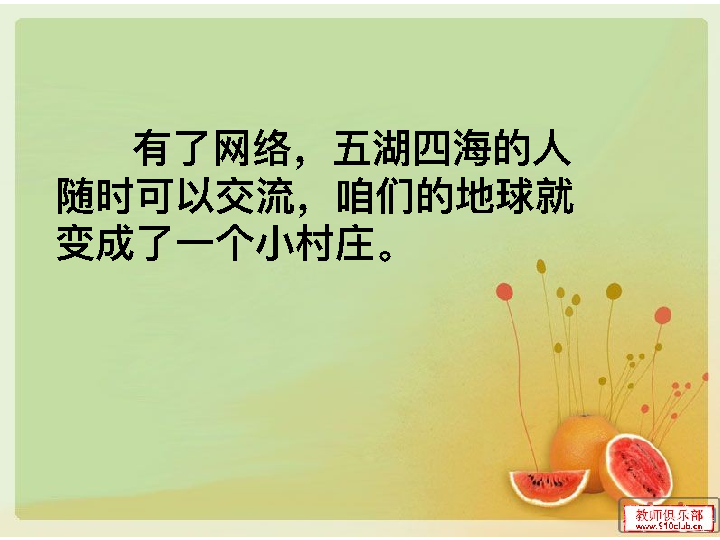 有了网络，五湖四海的人
随时可以交流，咱们的地球就
变成了一个小村庄。
教师俱乐部
www.910club.cn